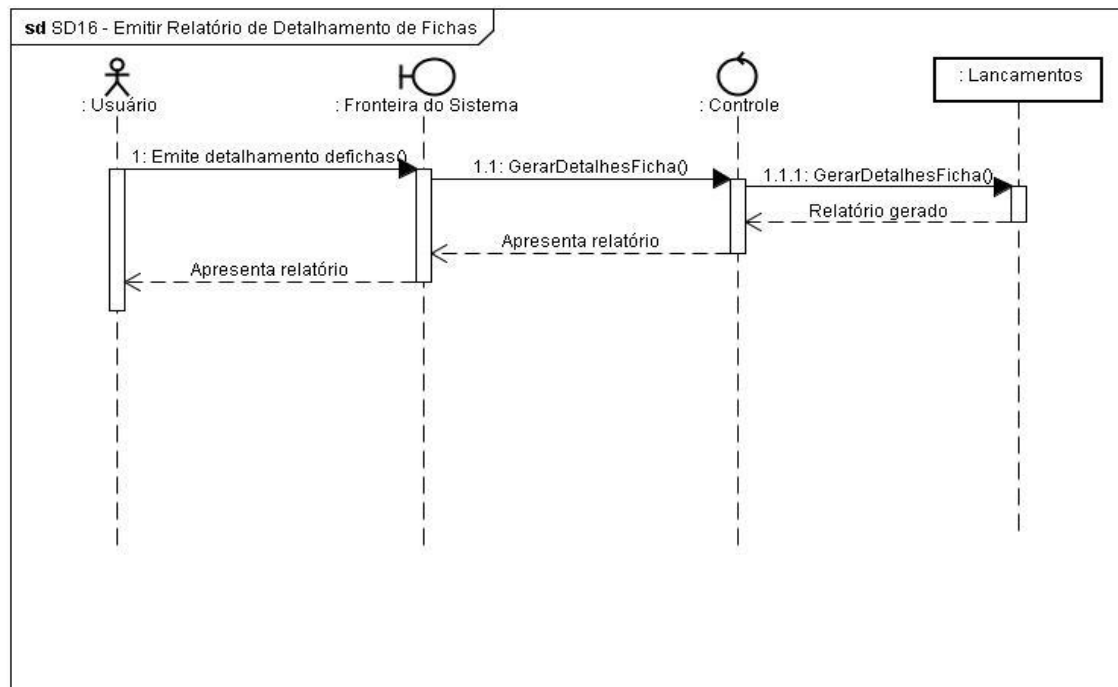 sd SD16 - Emitir Relatório de Detalhamento de Fichas
: Usuário
: Fronteira do Sistema
: Controle
: Lancamentos
1: Emite detalhamento defichas()
1.1: GerarDetalhesFicha()
1.1.1: GerarDetalhesFicha()
Relatório gerado
Apresenta relatório
Apresenta relatório